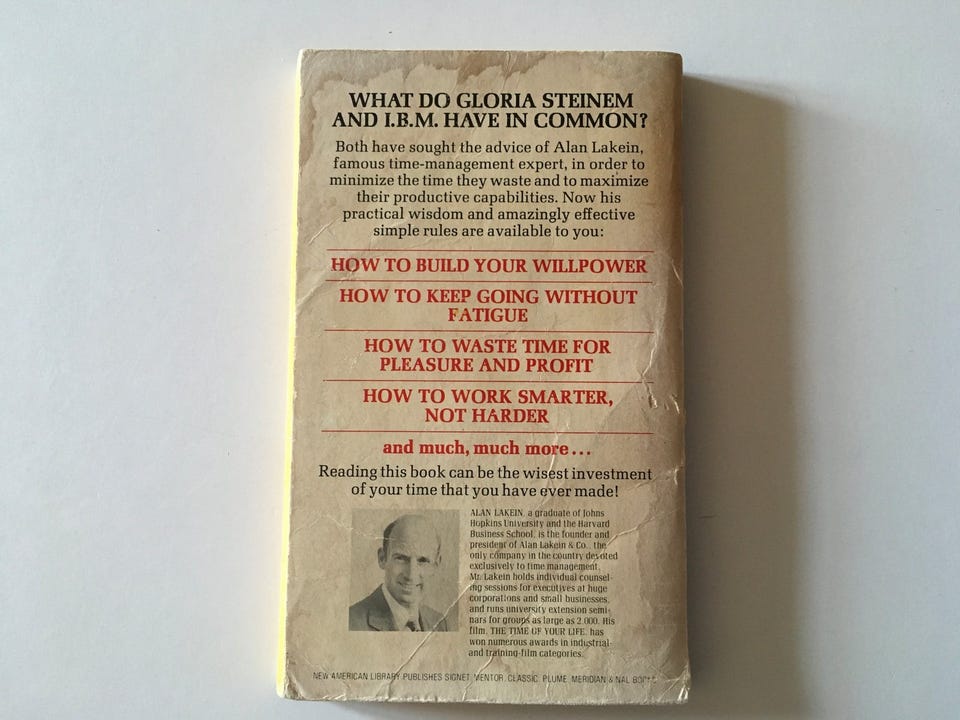 WHAT DO GLORIA STEINEM
AND I.B.M. HAVE IN COMMON?
Both have sought the advice of Alan Lakein,
famous time-management expert, in order to
minimize the time they waste and to maximize
their productive capabilities. Now his
practical wisdom and amazingly effective
simple rules are available to you:
HOW TO BUILD YOUR WILLPOWER
HOW TO KEEP GOING WITHOUT
FATIGUE
HOW TO WASTE TIME FOR
PLEASURE AND PROFIT
HOW TO WORK SMARTER,
NOT HARDER
and much, much more...
Reading this book can be the wisest investment
of your time that you have ever made!
ALAN LAKEIN, a graduate of Johns
Hopkins University and the Harvard
Business School, is the founder and
president of Alan Lakein & Co., the
only company in the country devoted
exclusively to time management.
Mr. Lakein holds individual counsel-
ing sessions for executives at huge
corporations and small businesses,
and runs university extension semi-
nars for groups as large as 2,000. His
film, THE TIME OF YOUR LIFE, has
won numerous awards in industrial-
and training-film categories.
NEW AMERICAN LIBRARY PUBLISHES SIGNET, MENTOR, CLASSIC, PLUME, MERIDIAN & NAL BOOKS